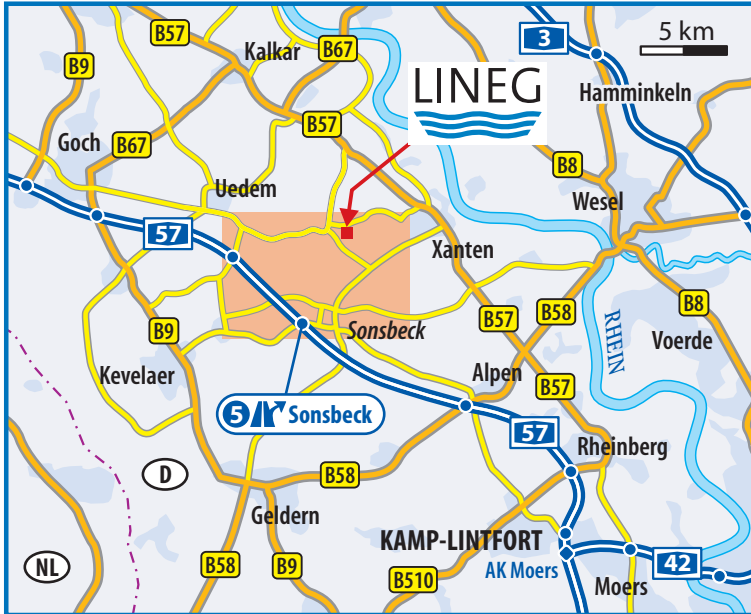 B57
3
5 km
Kalkar
B67
B9
LINEG
Hamminkeln
B57
Goch
B67
B8
Uedem
Wesel
57
Xanten
B8
B9
Sonsbeck
B57
B58
RHEIN
Voerde
Kevelaer
Alpen
B57
5 Sonsbeck
57
Rheinberg
D
B58
Geldern
KAMP-LINTFORT
NL
B58
B9
B510
AK Moers
42
Moers